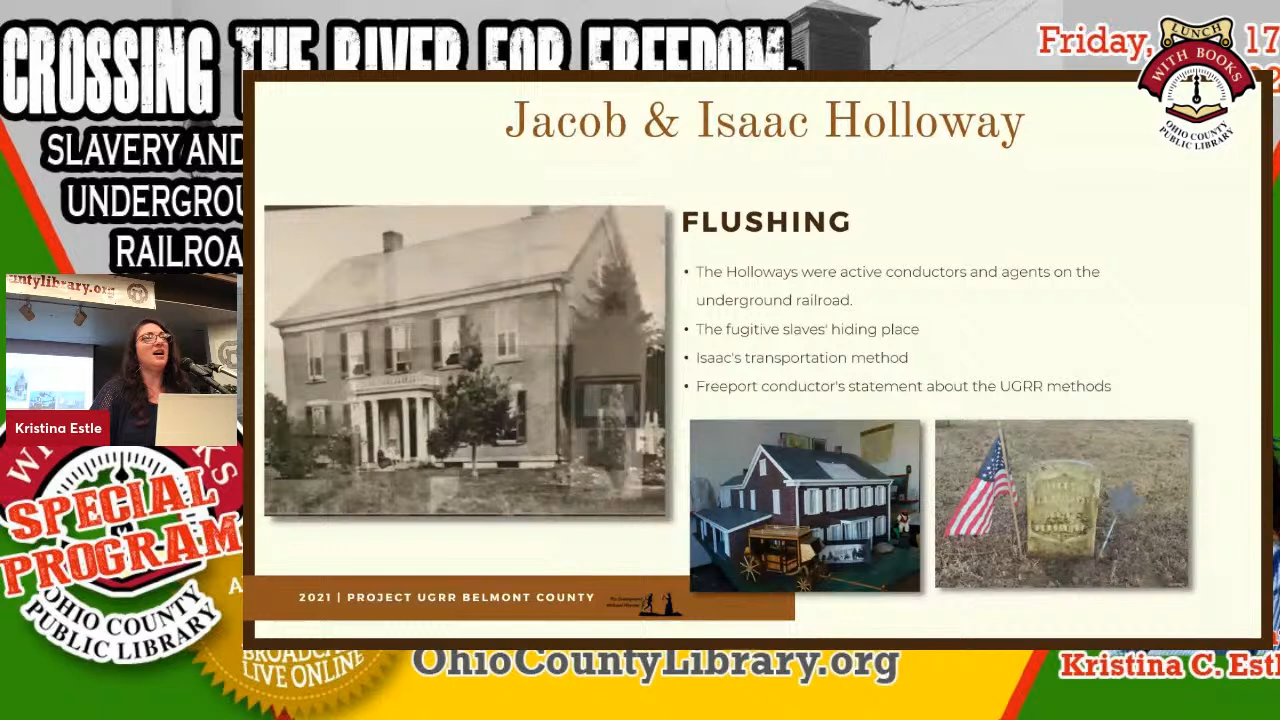 CROSSING THE RIVER FOR FREEDOM,
SLAVERY AND
UNDERGROU
RAILROA
Friday,
17
LUNCH
WITH BOOKS
OHIO COUNTY
PUBLIC LIBRARY
Jacob & Isaac Holloway
FLUSHING
• The Holloways were active conductors and agents on the
underground railroad.
• The fugitive slaves' hiding place
• Isaac's transportation method
• Freeport conductor's statement about the UGRR methods
ntylibrary.org
Kristina Estle
SPECIAL
PROGRAM
OHIO COUNTY
PUBLIC LIBRARY
2021 | PROJECT UGRR BELMONT COUNTY
BROADCAST
LIVE ONLINE
OhioCountyLibrary.org
Kristina C. Estl